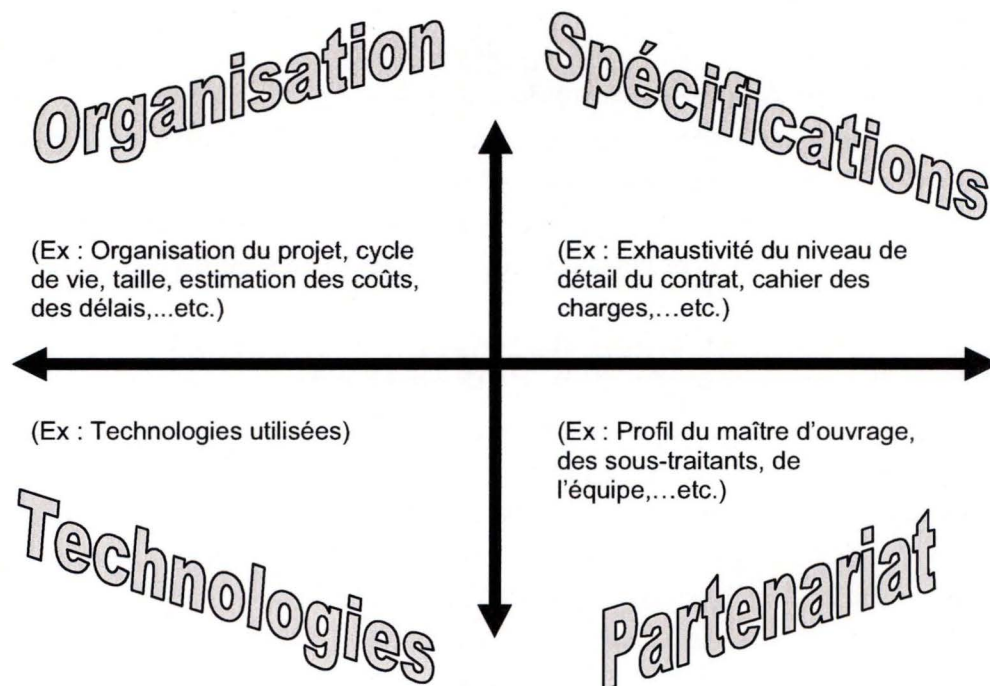 Organisation
Spécifications
(Ex : Organisation du projet, cycle
de vie, taille, estimation des coûts,
des délais,...etc.)
(Ex : Exhaustivité du niveau de
détail du contrat, cahier des
charges,...etc.)
(Ex : Technologies utilisées)
(Ex : Profil du maître d'ouvrage,
des sous-traitants, de
l'équipe,...etc.)
Technologies
Partenariat